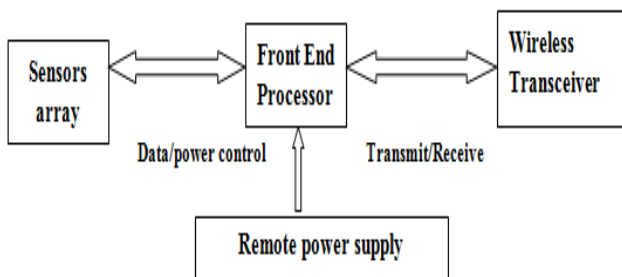 Sensors
array
Front End
Processor
Wireless
Transceiver
Data/power control
Transmit/Receive
Remote power supply